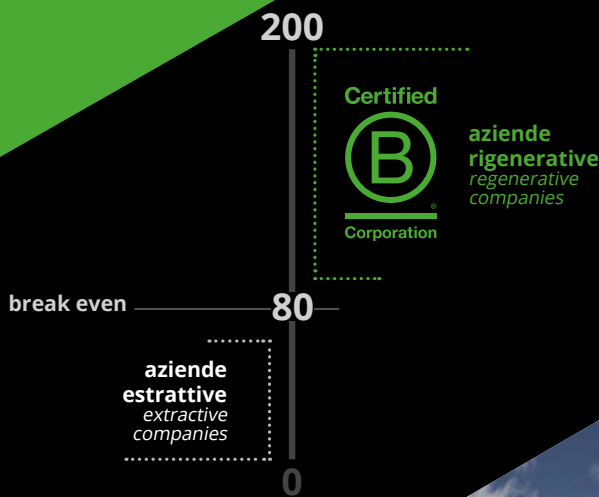 200
Certified
B
®
Corporation
aziende
rigenerative
regenerative
companies
break even
80
aziende
estrattive
extractive
companies
0